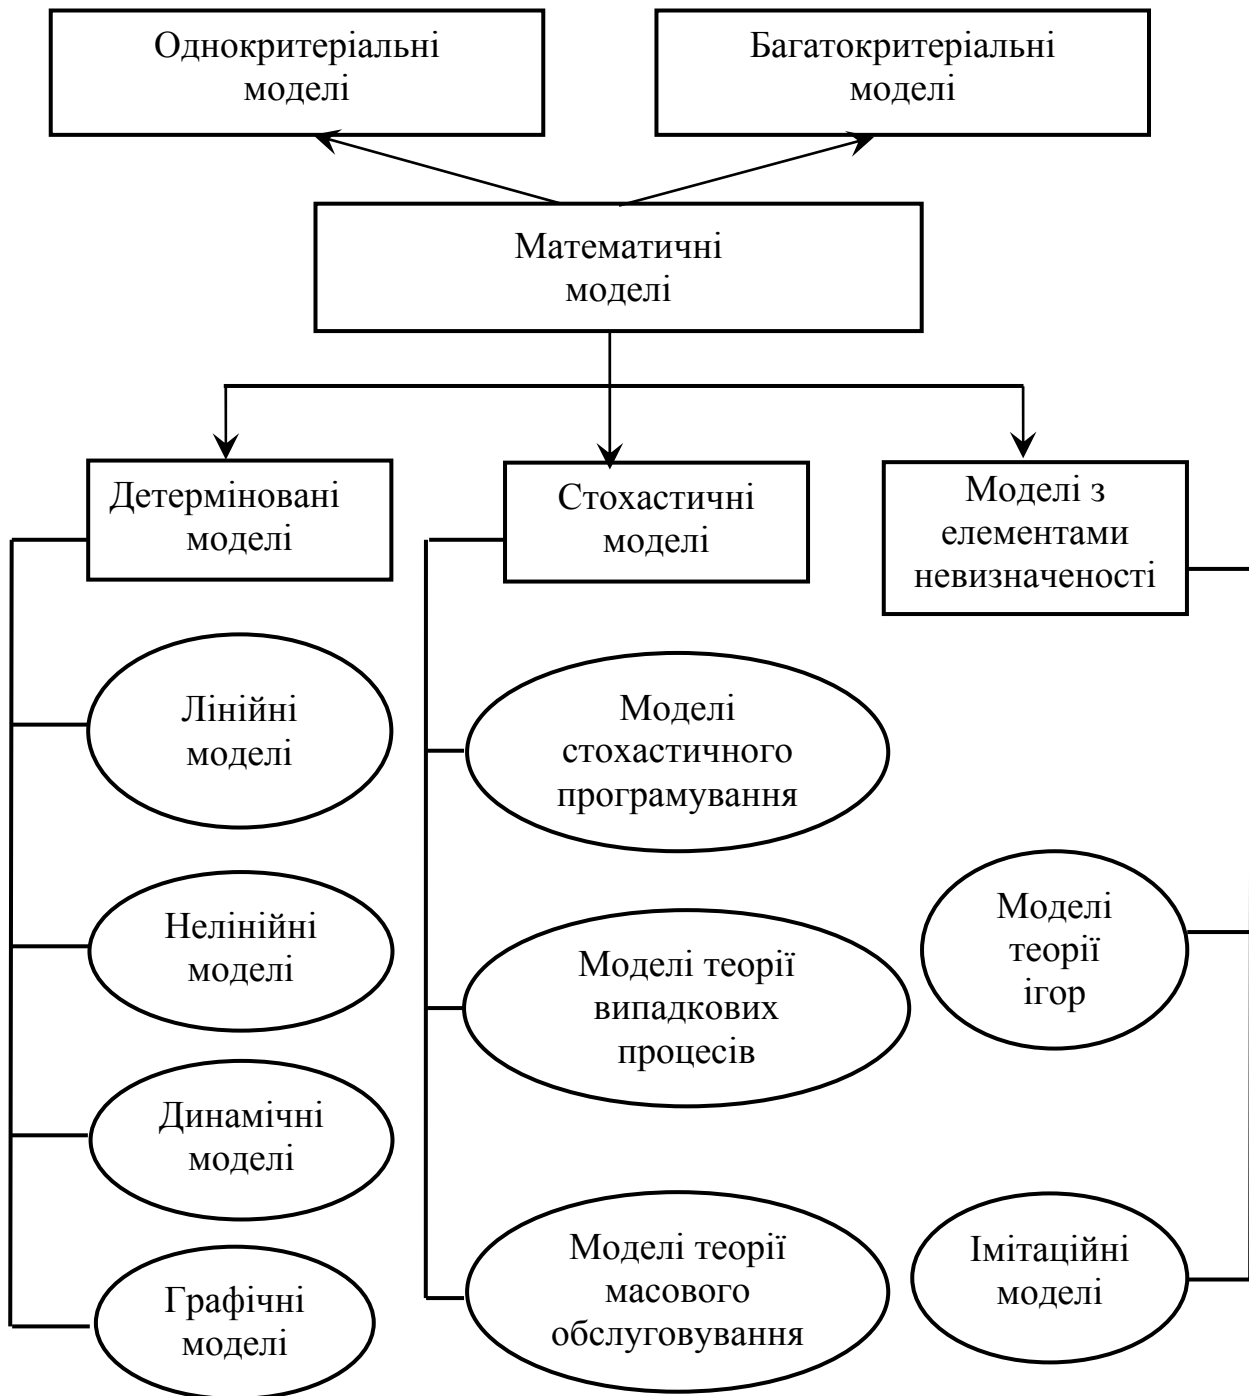 Однокритеріальні
моделі
Багатокритеріальні
моделі
Математичні
моделі
Детерміновані
моделі
Стохастичні
моделі
Моделі з
елементами
невизначеності
Лінійні
моделі
Нелінійні
моделі
Динамічні
моделі
Графічні
моделі
Моделі
стохастичного
програмування
Моделі теорії
випадкових
процесів
Моделі теорії
масового
обслуговування
Моделі
теорії
ігор
Імітаційні
моделі